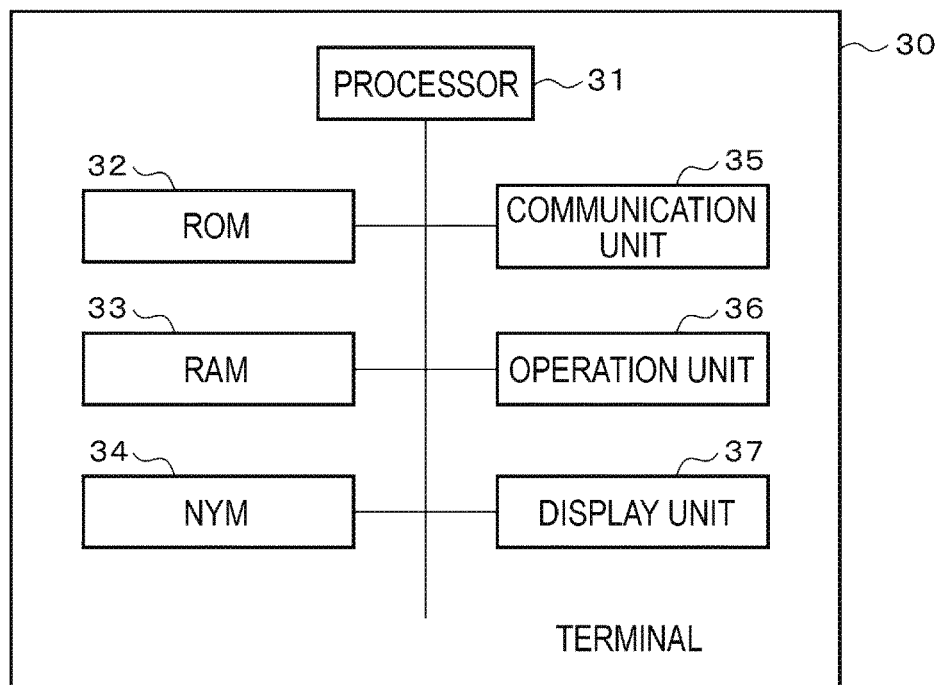 30
PROCESSOR
31
32
ROM
35
COMMUNICATION
UNIT
33
RAM
36
OPERATION UNIT
34
NYM
37
DISPLAY UNIT
TERMINAL